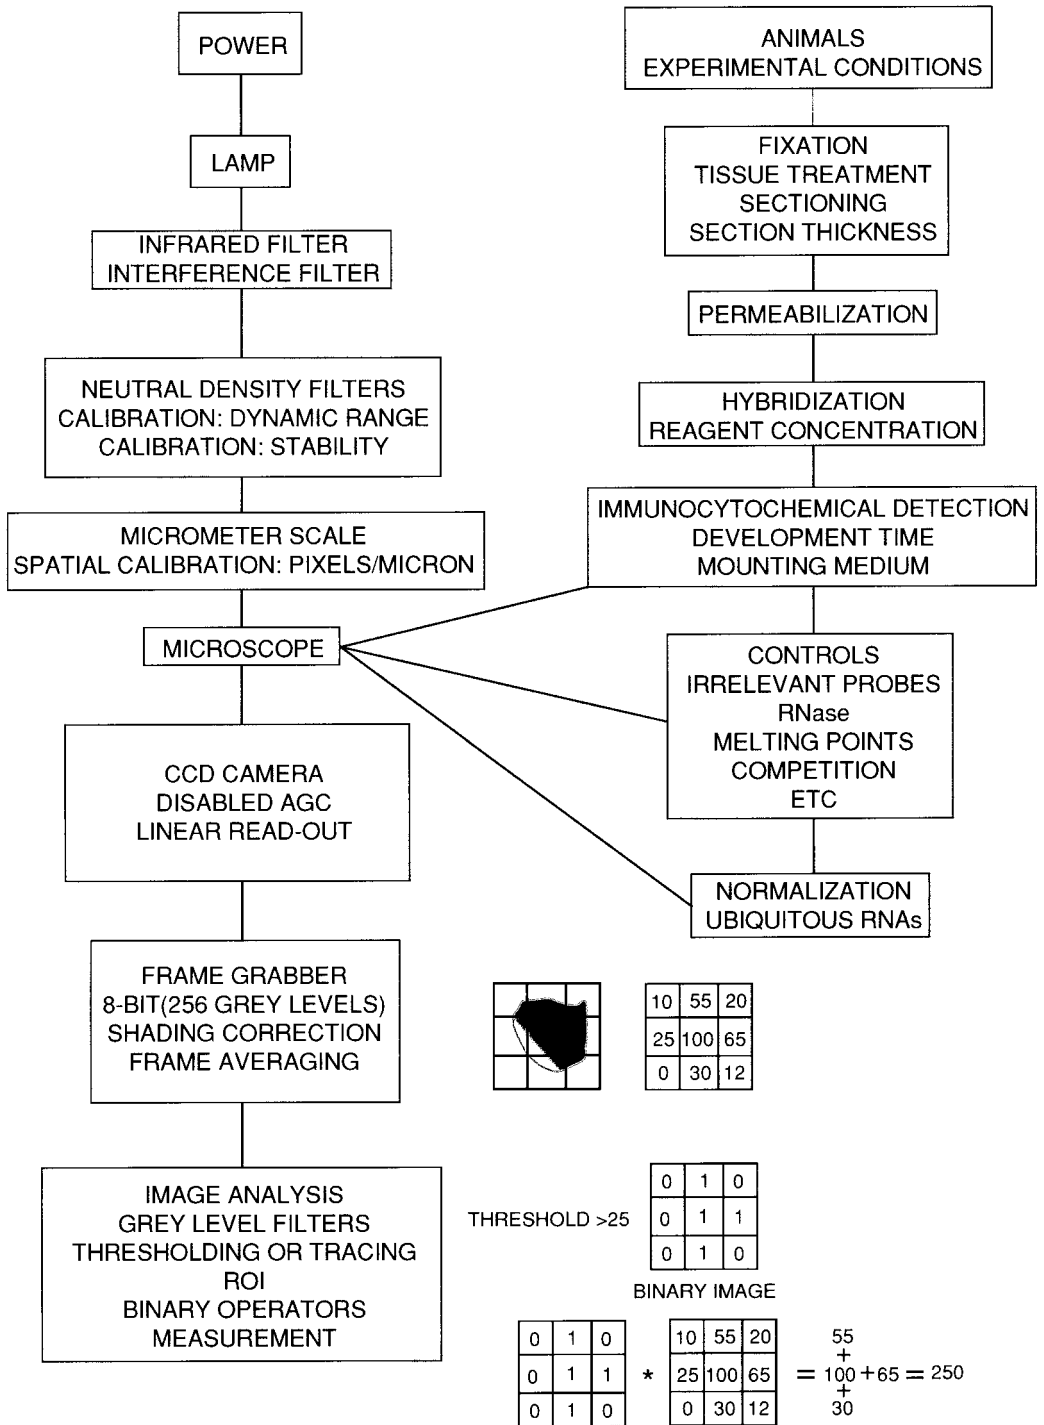 POWER
LAMP
INFRARED FILTER
INTERFERENCE FILTER
NEUTRAL DENSITY FILTERS
CALIBRATION: DYNAMIC RANGE
CALIBRATION: STABILITY
MICROMETER SCALE
SPATIAL CALIBRATION: PIXELS/MICRON
MICROSCOPE
CCD CAMERA
DISABLED AGC
LINEAR READ-OUT
FRAME GRABBER
8-BIT(256 GREY LEVELS)
SHADING CORRECTION
FRAME AVERAGING
IMAGE ANALYSIS
GREY LEVEL FILTERS
THRESHOLDING OR TRACING
ROI
BINARY OPERATORS
MEASUREMENT
ANIMALS
EXPERIMENTAL CONDITIONS
FIXATION
TISSUE TREATMENT
SECTIONING
SECTION THICKNESS
PERMEABILIZATION
HYBRIDIZATION
REAGENT CONCENTRATION
IMMUNOCYTOCHEMICAL DETECTION
DEVELOPMENT TIME
MOUNTING MEDIUM
CONTROLS
IRRELEVANT PROBES
RNase
MELTING POINTS
COMPETITION
ETC
NORMALIZATION
UBIQUITOUS RNAs
10 55 20
25 100 65
0 30 12
THRESHOLD >25
0 1 0
0 1 1
0 1 0
BINARY IMAGE
0 1 0 10 55 20 55
+
0 1 1 * 25 100 65 = 100 + 65 = 250
+
0 1 0 0 30 12 30